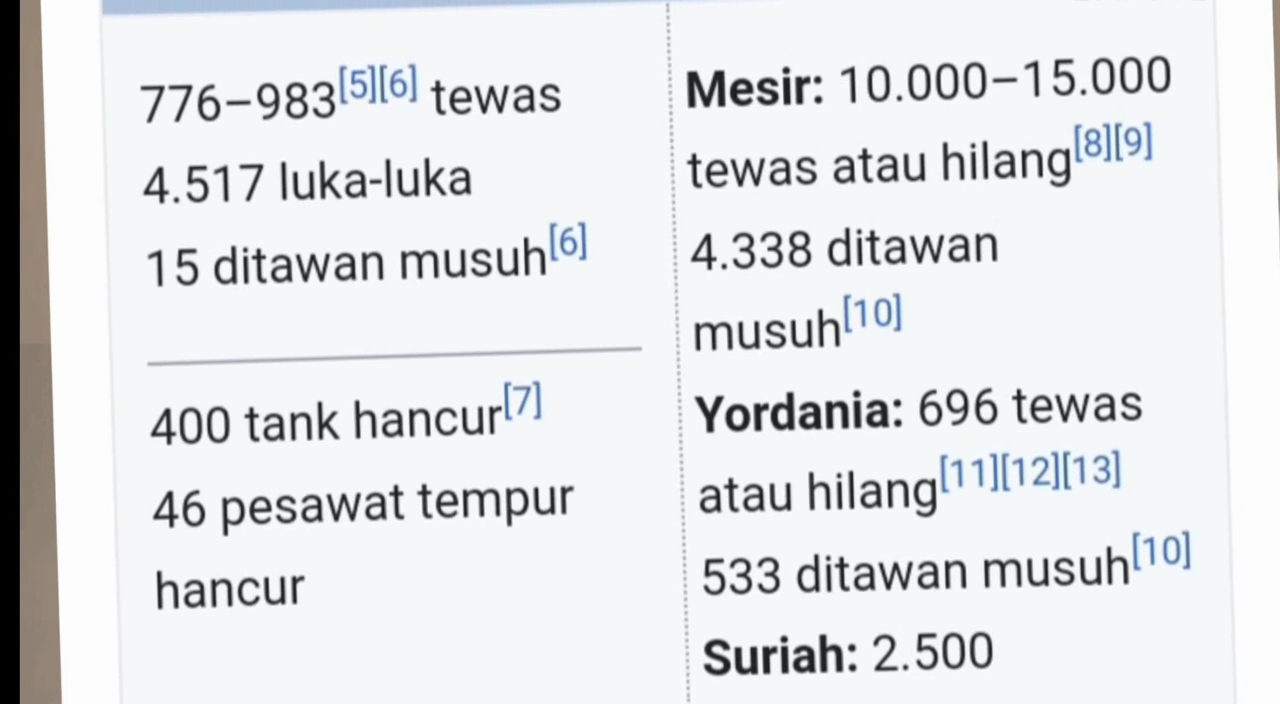 776–983[5][6] tewas
4.517 luka-luka
15 ditawan musuh[6]
400 tank hancur[7]
46 pesawat tempur
hancur
Mesir: 10.000–15.000
tewas atau hilang[8][9]
4.338 ditawan
musuh[10]
Yordania: 696 tewas
atau hilang[11][12][13]
533 ditawan musuh[10]
Suriah: 2.500